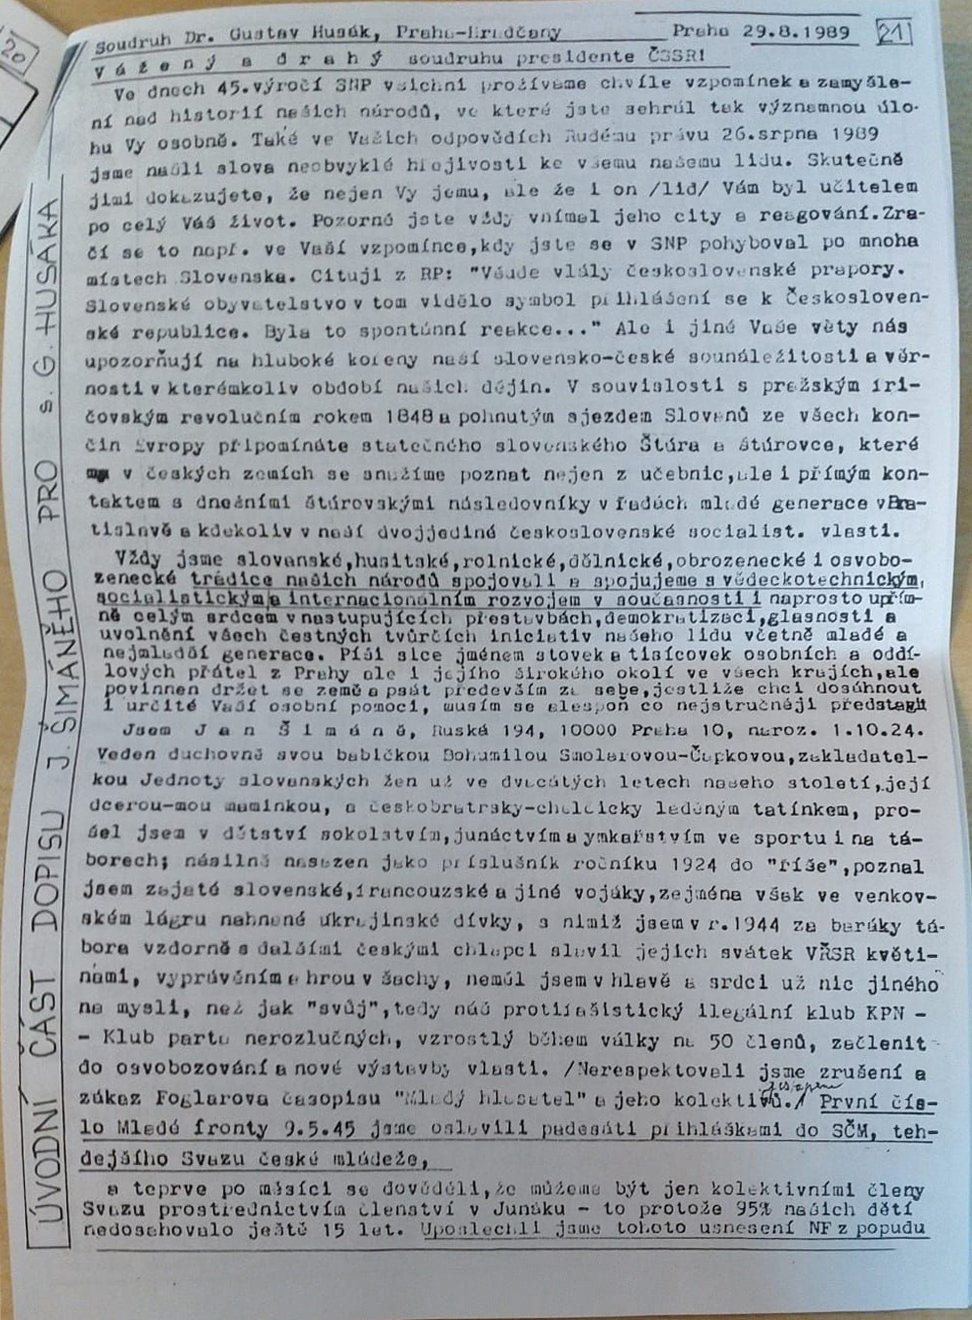 Soudruh Dr. Gustav Husák, Praha-Hradčany Praha 29.8.1989 21
20
V á ž e n ý a d r a h ý soudruhu presidente ČSSR!
Ve dnech 45.výročí SNP všichni prožíváme chvíle vzpomínek a zamyšle-
ní nad historií našich národů, ve které jste sehrál tak významnou úlo-
hu Vy osobně. Také ve Vašich odpovědích Rudému právu 26.srpna 1989
jsme našli slova neobvyklé hřejivosti ke všemu našemu lidu. Skutečně
jimi dokazujete, že nejen Vy jemu, ale že i on /lid/ Vám byl učitelem
po celý Váš život. Pozorně jste vždy vnímal jeho city a reagování.Zra-
čí se to např. ve Vaší vzpomínce,kdy jste se v SNP pohyboval po mnoha
místech Slovenska. Cituji z RP: "Všude vlály československé prapory.
Slovenské obyvatelstvo v tom vidělo symbol přihlášení se k Českosloven-
ské republice. Byla to spontánní reakce..." Ale i jiné Vaše věty nás
upozorňují na hluboké kořeny naší slovensko-české sounáležitosti a věr-
nosti v kterémkoliv období našich dějin. V souvislosti s pražským fri-
čovským revolučním rokem 1848 a pohnutým sjezdem Slovanů ze všech kon-
čin Evropy připomínáte statečného slovenského Štúra a štúrovce, které
v českých zemích se snažíme poznat nejen z učebnic,ale i přímým kon-
taktem s dnešními štúrovskými následovníky v řadách mladé generace v Bra-
tislavě a kdekoliv v naší dvojjediné československé socialist. vlasti.
Vždy jsme slovanské,husitské,rolnické,dělnické,obrozenecké i osvobo-
zenecké tradice našich národů spojovali a spojujeme s vědeckotechnickým,
socialistickým a internacionálním rozvojem v současnosti i naprosto upřím-
ně celým srdcem v nastupujících přestavbách,demokratizaci,glasnosti a
uvolnění všech čestných tvůrčích iniciativ našeho lidu včetně mladé a
nejmladší generace. Píši sice jménem stovek a tisícovek osobních a oddí-
lových přátel z Prahy ale i jejího širokého okolí ve všech krajích,ale
povinnen držet se země a psát především za sebe,jestliže chci dosáhnout
i určité Vaší osobní pomoci, musím se alespoň co nejstručněji představit
Jsem J a n Š i m á n ě, Ruská 194, 10000 Praha 10, naroz. 1.10.24.
Veden duchovně svou babičkou Bohumilou Smolařovou-Čapkovou,zakladatel-
kou Jednoty slovanských žen už ve dvacátých letech našeho století,její
dcerou-mou maminkou, a českobratrsky-chelčicky laděným tatínkem, pro-
šel jsem v dětství sokolstvím,junáctvím a ymkařstvím ve sportu i na tá-
borech; násilně nasazen jako příslušník ročníku 1924 do "říše",poznal
jsem zajaté slovenské,francouzské a jiné vojáky,zejména však ve venkov-
ském lágru nahnané ukrajinské dívky, s nimiž jsem v r.1944 za baráky tá-
bora vzdorně s dalšími českými chlapci slavil jejich svátek VŘSR květi-
nami, vyprávěním a hrou v šachy, neměl jsem v hlavě a srdci už nic jiného
na mysli, než jak "svůj",tedy náš protifašistický ilegální klub KPN -
- Klub parta nerozlučných, vzrostlý během války na 50 členů, začlenit
do osvobozování a nové výstavby vlasti. /Nerespektovali jsme zrušení a
zákaz Foglarova časopisu "Mladý hlasatel" a jeho kolektivů./ První čís-
lo Mladé fronty 9.5.45 jsme oslavili padesáti přihláškami do SČM, teh-
dejšího Svazu české mládeže,
a teprve po měsíci se dověděli,že můžeme být jen kolektivními členy
Svazu prostřednictvím členství v Junáku - to protože 95% našich dětí
nedosahovalo ještě 15 let. Uposlechli jsme tohoto usnesení NF z popudu
ÚVODNÍ ČÁST DOPISU J. ŠIMÁNĚHO PRO s. G. HUSÁKA